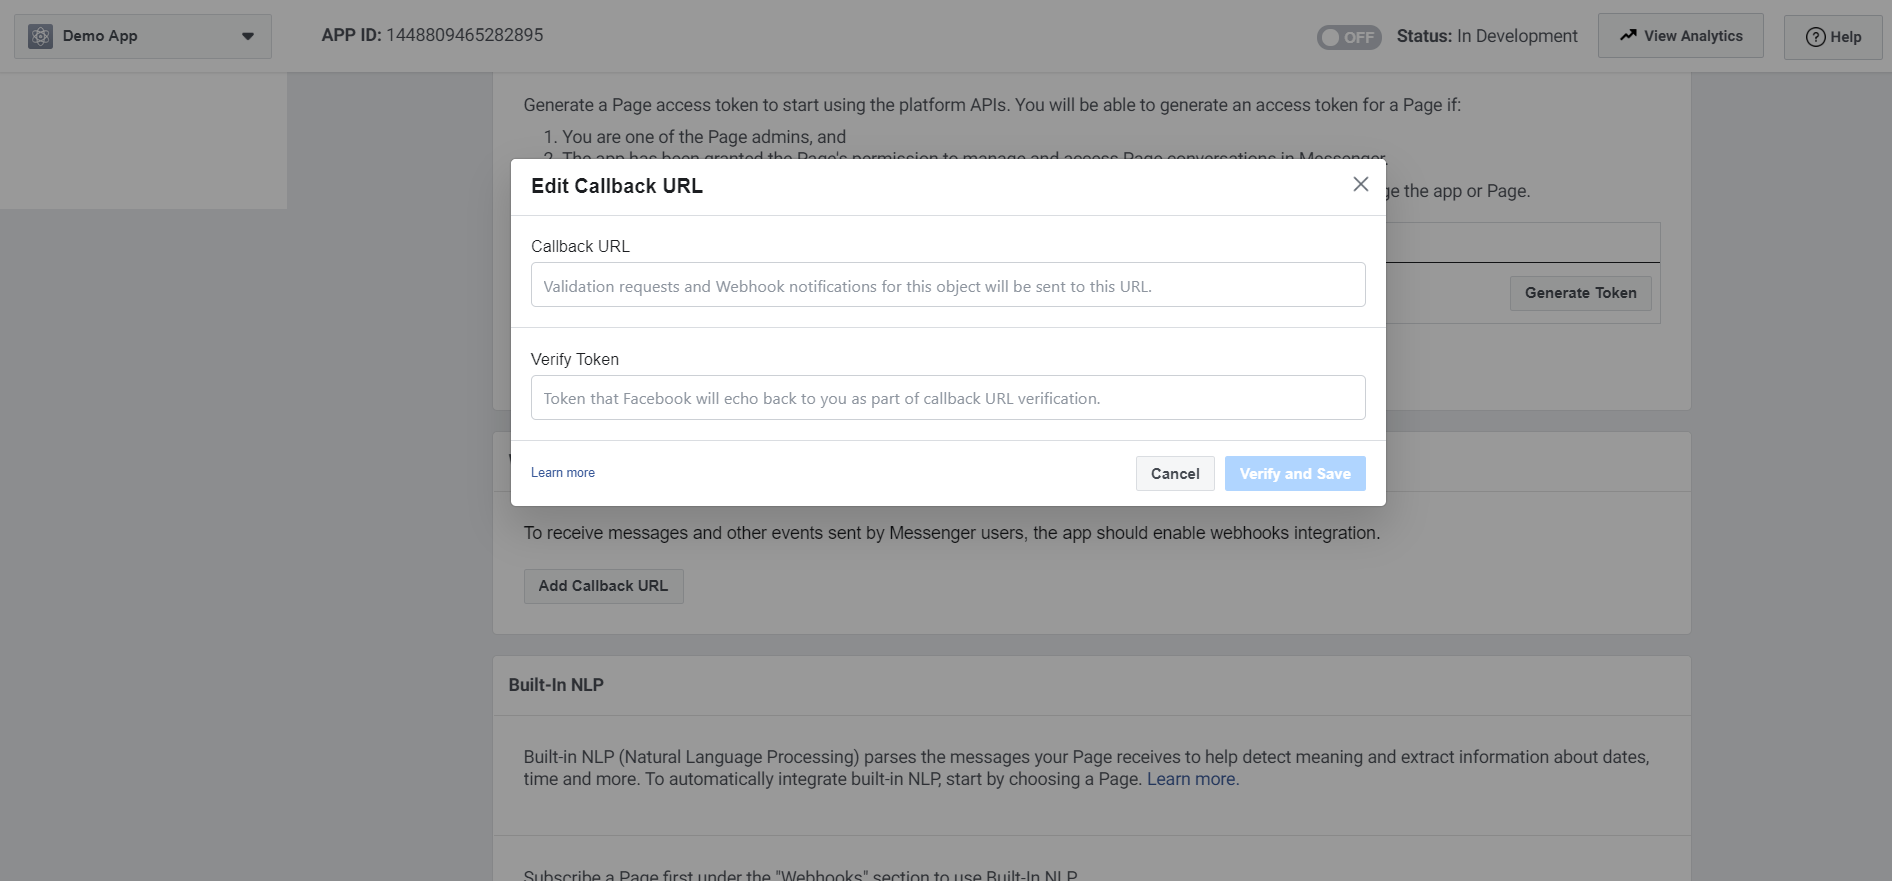 Demo App
APP ID: 1448809465282895
OFF
Status: In Development
View Analytics
Help
Generate a Page access token to start using the platform APIs. You will be able to generate an access token for a Page if:
1. You are one of the Page admins, and
2. The app has been granted the Page's permission to manage and access Page conversations in Messenger.
ge the app or Page.
Edit Callback URL
Callback URL
Validation requests and Webhook notifications for this object will be sent to this URL.
Generate Token
Verify Token
Token that Facebook will echo back to you as part of callback URL verification.
Learn more
Cancel
Verify and Save
To receive messages and other events sent by Messenger users, the app should enable webhooks integration.
Add Callback URL
Built-In NLP
Built-in NLP (Natural Language Processing) parses the messages your Page receives to help detect meaning and extract information about dates,
time and more. To automatically integrate built-in NLP, start by choosing a Page. Learn more.
Subscribe a Page first under the "Webhooks" section to use Built-In NLP